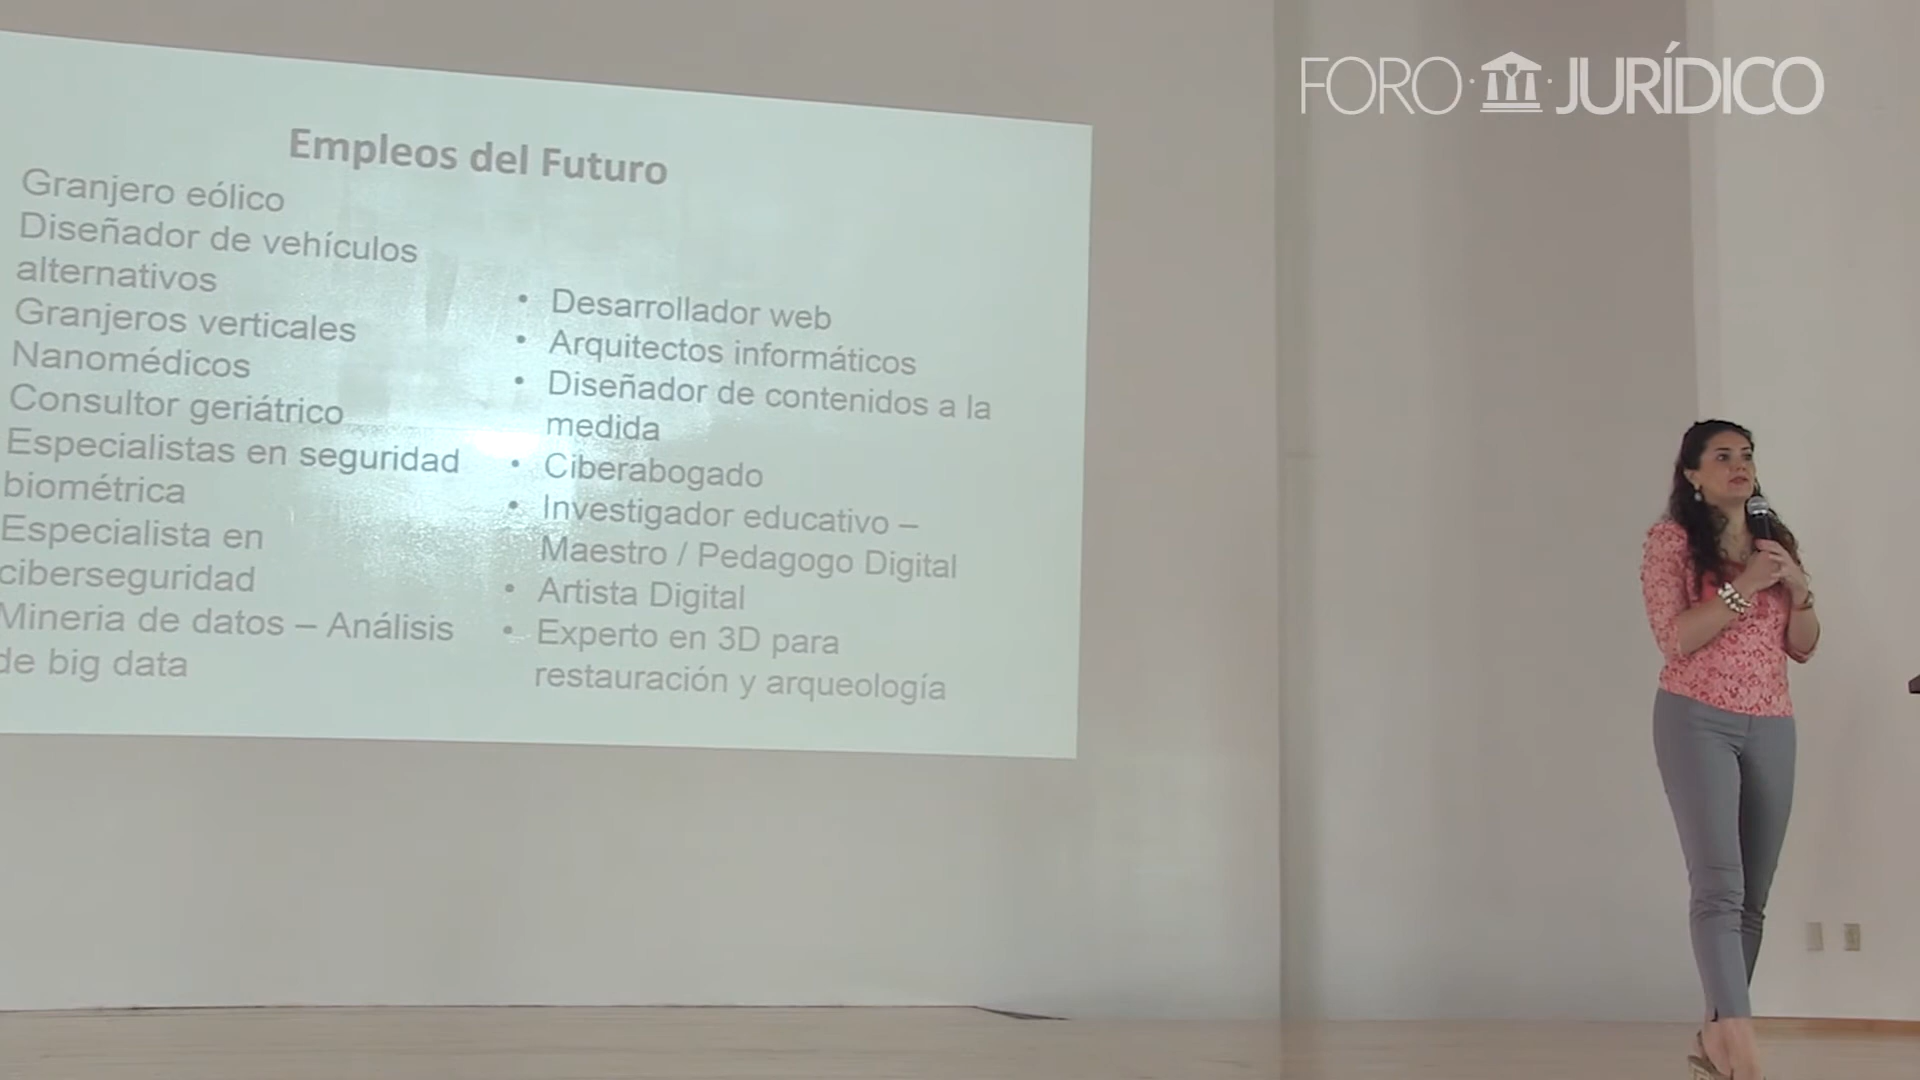 FORO JURÍDICO
Empleos del Futuro
Granjero eólico
Diseñador de vehículos
alternativos
Granjeros verticales
Nanomédicos
Consultor geriátrico
Especialistas en seguridad
biométrica
Especialista en
ciberseguridad
Mineria de datos – Análisis
de big data
• Desarrollador web
• Arquitectos informáticos
• Diseñador de contenidos a la
medida
• Ciberabogado
• Investigador educativo –
Maestro / Pedagogo Digital
• Artista Digital
• Experto en 3D para
restauración y arqueología